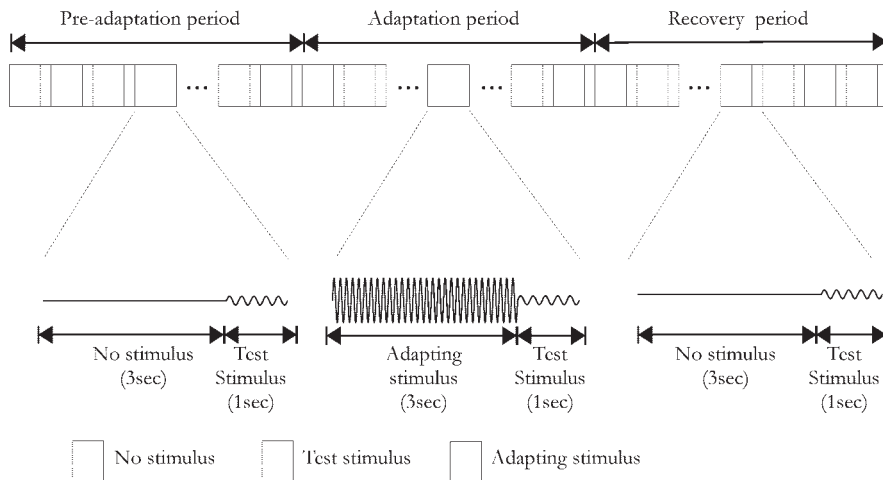 Pre-adaptation period
Adaptation period
Recovery period
...
...
...
...
No stimulus
(3sec)
Test
Stimulus
(1sec)
Adapting
stimulus
(3sec)
Test
Stimulus
(1sec)
No stimulus
(3sec)
Test
Stimulus
(1sec)
No stimulus
Test stimulus
Adapting stimulus